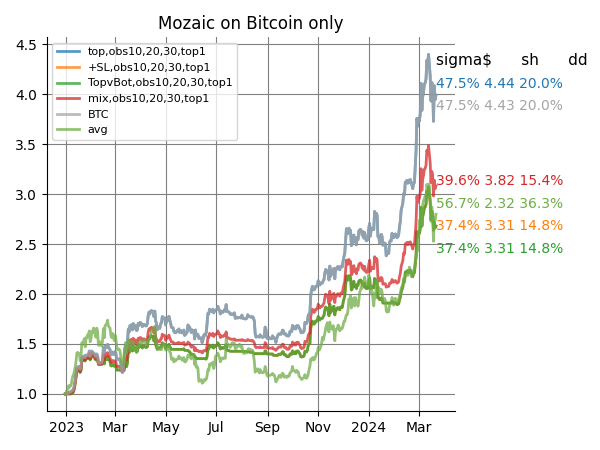 Mozaic on Bitcoin only
4.5
4.0
3.5
3.0
2.5
2.0
1.5
1.0
top,obs10,20,30,top1
+SL,obs10,20,30,top1
TopvBot,obs10,20,30,top1
mix,obs10,20,30,top1
BTC
avg
sigma$ sh dd
47.5% 4.44 20.0%
47.5% 4.43 20.0%
39.6% 3.82 15.4%
56.7% 2.32 36.3%
37.4% 3.31 14.8%
37.4% 3.31 14.8%
2023 Mar May Jul Sep Nov 2024 Mar